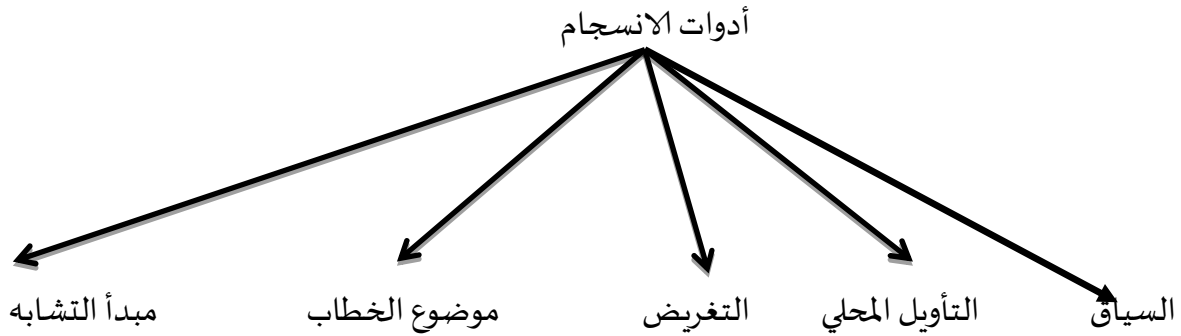 أدوات الانسجام
السياق التأويل المحلي التغريض موضوع الخطاب مبدأ التشابه